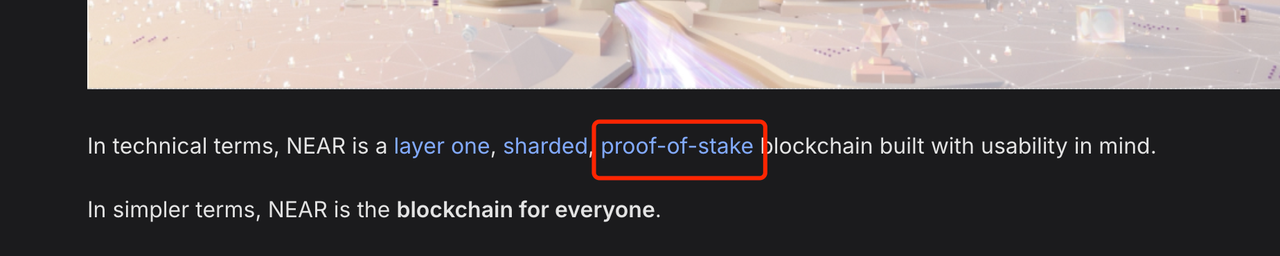 In technical terms, NEAR is a layer one, sharded, proof-of-stake blockchain built with usability in mind.
In simpler terms, NEAR is the blockchain for everyone.